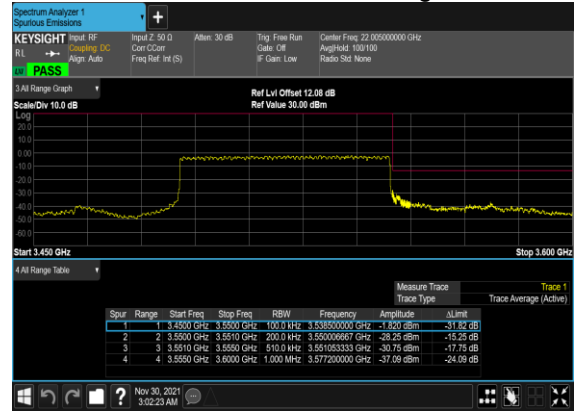 Spectrum Analyzer 1
Spurious Emissions
KEYSIGHT Input: RF Input Z: 50 Ω Atten: 30 dB Trig: Free Run Center Freq: 22.005000000 GHz
RL Coupling: DC Corr CCorr Gate: Off Avg|Hold: 100/100
Align: Auto Freq Ref: Int (S) IF Gain: Low Radio Std: None
PASS
3 All Range Graph
Ref Lvl Offset 12.08 dB
Scale/Div 10.0 dB Ref Value 30.00 dBm
Log
20.0
10.0
0.00
-10.0
-20.0
-30.0
-40.0
-50.0
-60.0
Start 3.450 GHz Stop 3.600 GHz
4 All Range Table
Measure Trace Trace 1
Trace Type Trace Average (Active)
Spur Range Start Freq Stop Freq RBW Frequency Amplitude ΔLimit
1 1 3.4500 GHz 3.5500 GHz 100.0 kHz 3.538500000 GHz -1.820 dBm -31.82 dB
2 2 3.5500 GHz 3.5510 GHz 200.0 kHz 3.550006667 GHz -28.25 dBm -15.25 dB
3 3 3.5510 GHz 3.5550 GHz 510.0 kHz 3.551053333 GHz -30.75 dBm -17.75 dB
4 4 3.5550 GHz 3.6000 GHz 1.000 MHz 3.577200000 GHz -37.09 dBm -24.09 dB
? Nov 30, 2021
3:02:23 AM